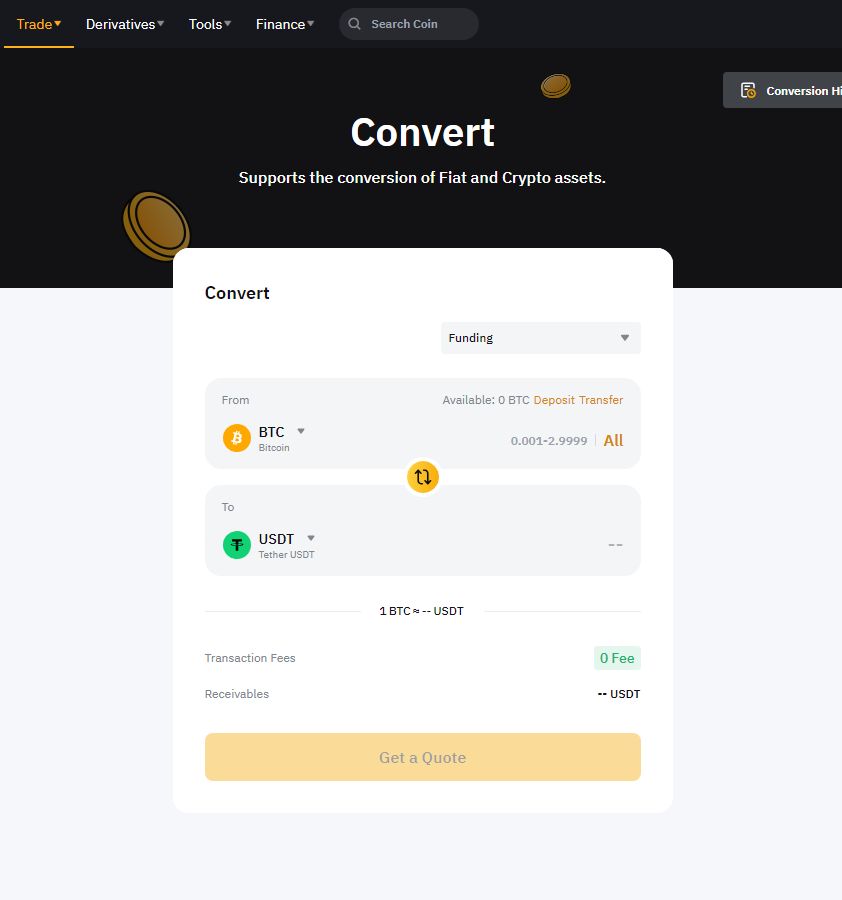 Trade Derivatives Tools Finance Search Coin
Conversion Hi
Convert
Supports the conversion of Fiat and Crypto assets.
Convert
Funding
From Available: 0 BTC Deposit Transfer
BTC
Bitcoin
0.001-2.9999 All
To
USDT
Tether USDT
--
1 BTC ≈ -- USDT
Transaction Fees 0 Fee
Receivables -- USDT
Get a Quote